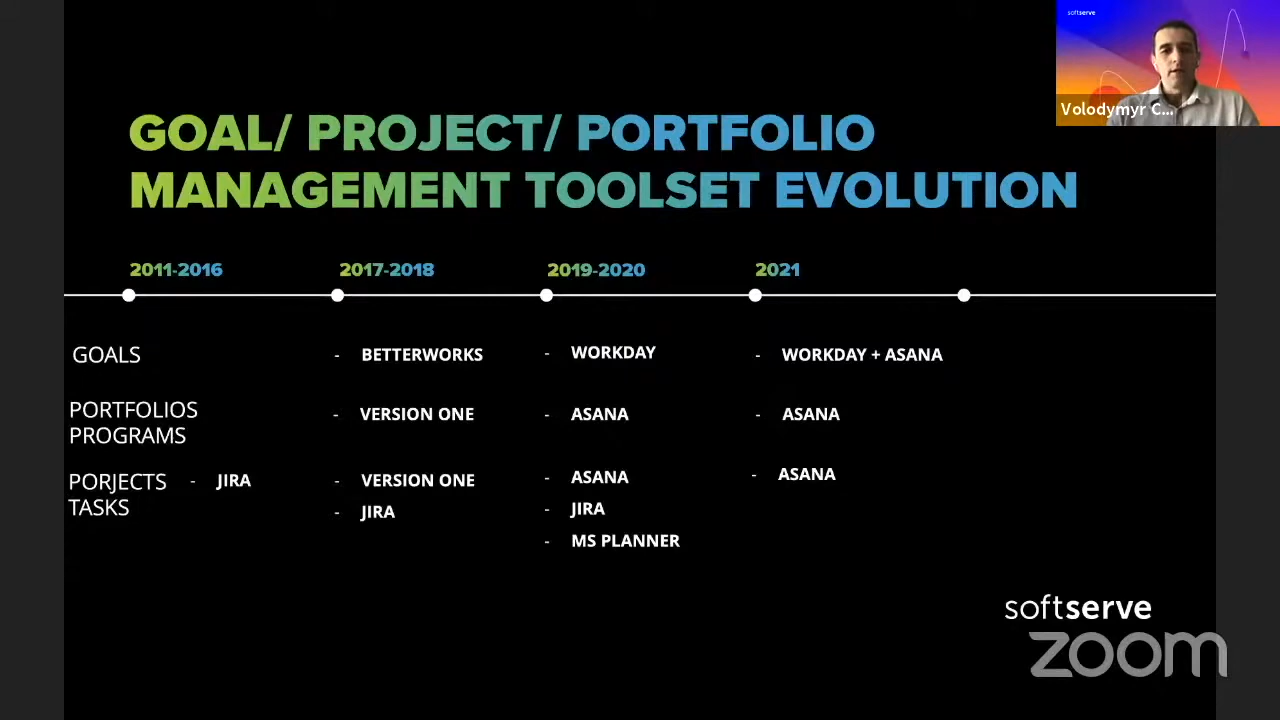 softserve
Volodymyr C...
GOAL/ PROJECT/ PORTFOLIO
MANAGEMENT TOOLSET EVOLUTION
2011-2016 2017-2018 2019-2020 2021
GOALS - BETTERWORKS - WORKDAY - WORKDAY + ASANA
PORTFOLIOS
PROGRAMS - VERSION ONE - ASANA - ASANA
PORJECTS - JIRA - VERSION ONE - ASANA - ASANA
TASKS - JIRA - JIRA
- MS PLANNER
softserve
zoom